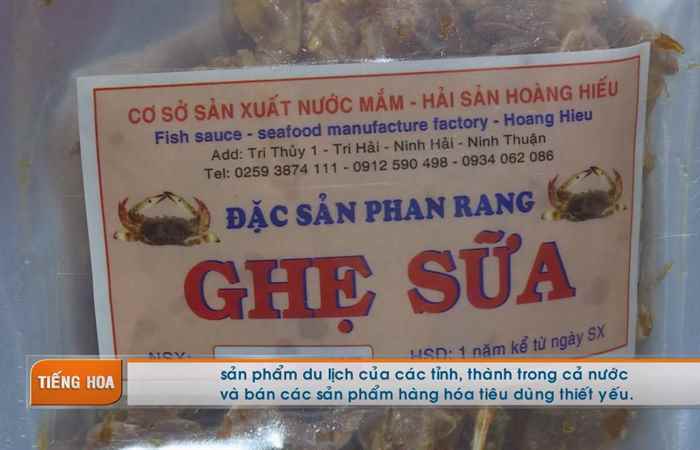 CƠ SỞ SẢN XUẤT NƯỚC MẮM - HẢI SẢN HOÀNG HIẾU
Fish sauce - seafood manufacture factory - Hoang Hieu
Add: Tri Thủy 1 - Tri Hải - Ninh Hải - Ninh Thuận
Tel: 0259 3874 111 - 0912 590 498 - 0934 062 086
ĐẶC SẢN PHAN RANG
GHẸ SỮA
NSX: HSD: 1 năm kể từ ngày SX
TIẾNG HOA
sản phẩm du lịch của các tỉnh, thành trong cả nước
và bán các sản phẩm hàng hóa tiêu dùng thiết yếu.